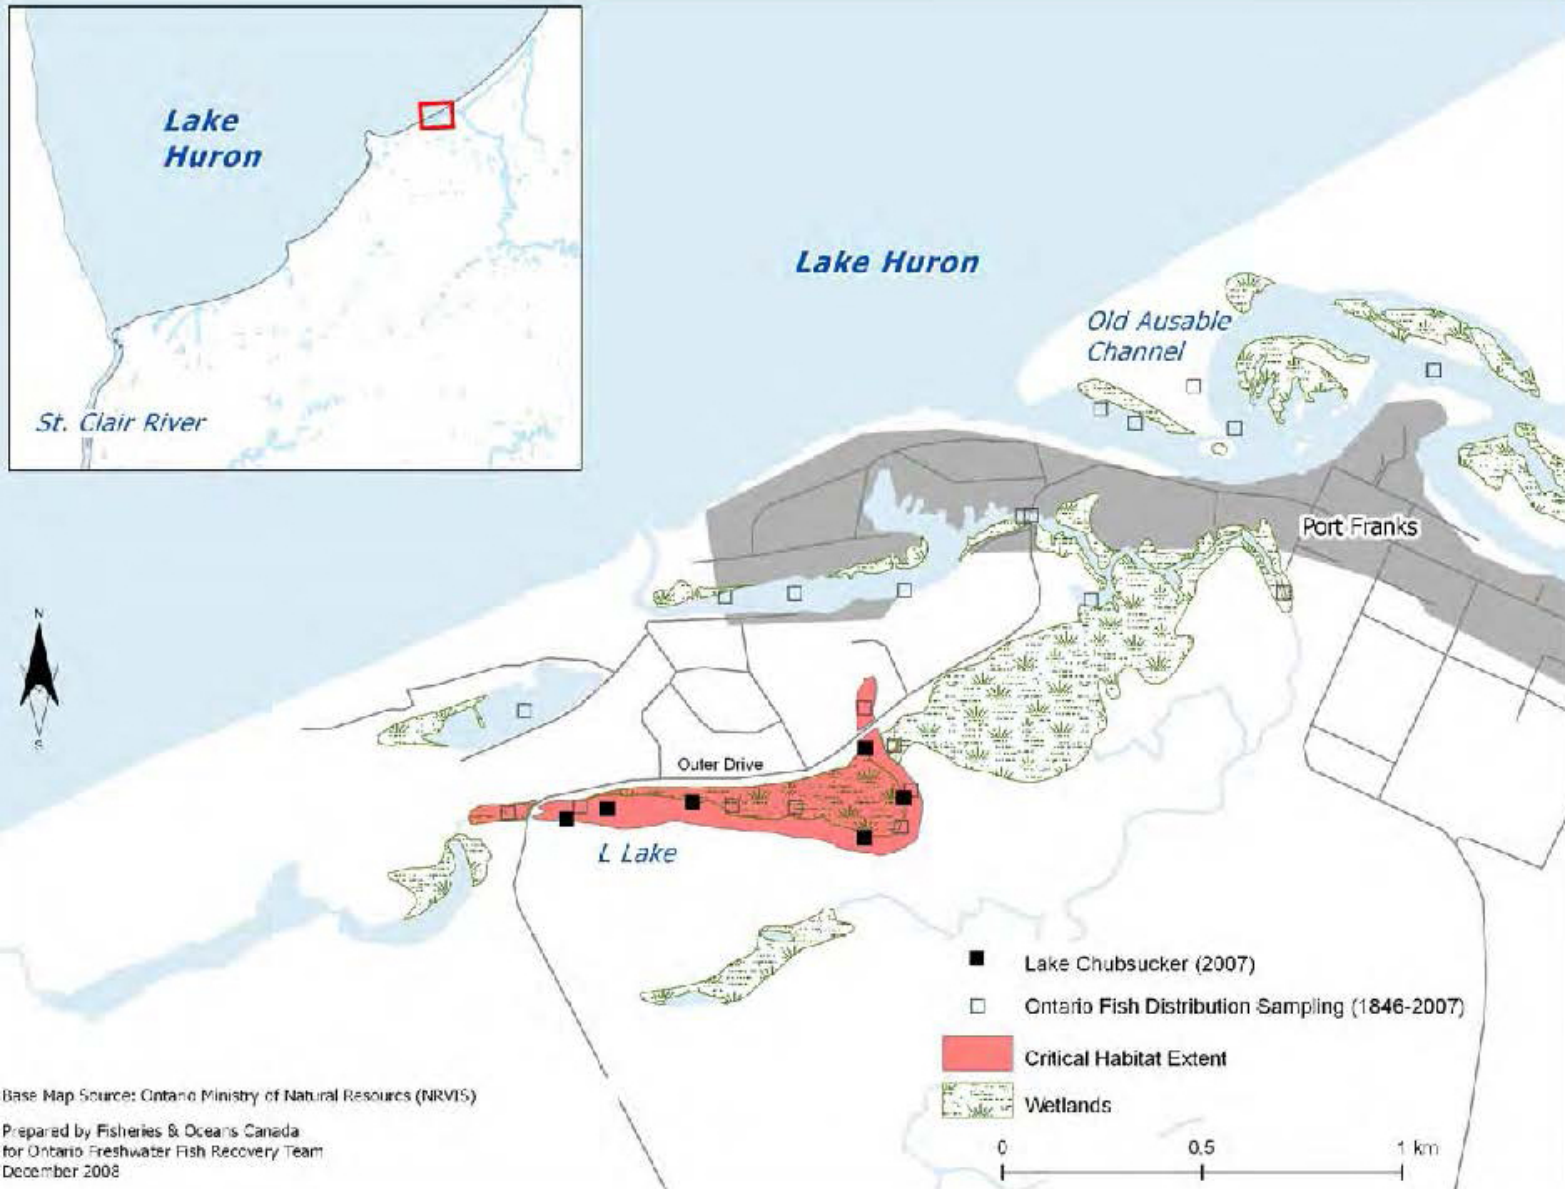 Lake
Huron
St. Clair River
Lake Huron
Old Ausable
Channel
Port Franks
N
S
Outer Drive
L Lake
Lake Chubsucker (2007)
Ontario Fish Distribution Sampling (1846-2007)
Critical Habitat Extent
Wetlands
0 0.5 1 km
Base Map Source: Ontario Ministry of Natural Resourcs (NRVIS)
Prepared by Fisheries & Oceans Canada
for Ontario Freshwater Fish Recovery Team
December 2008